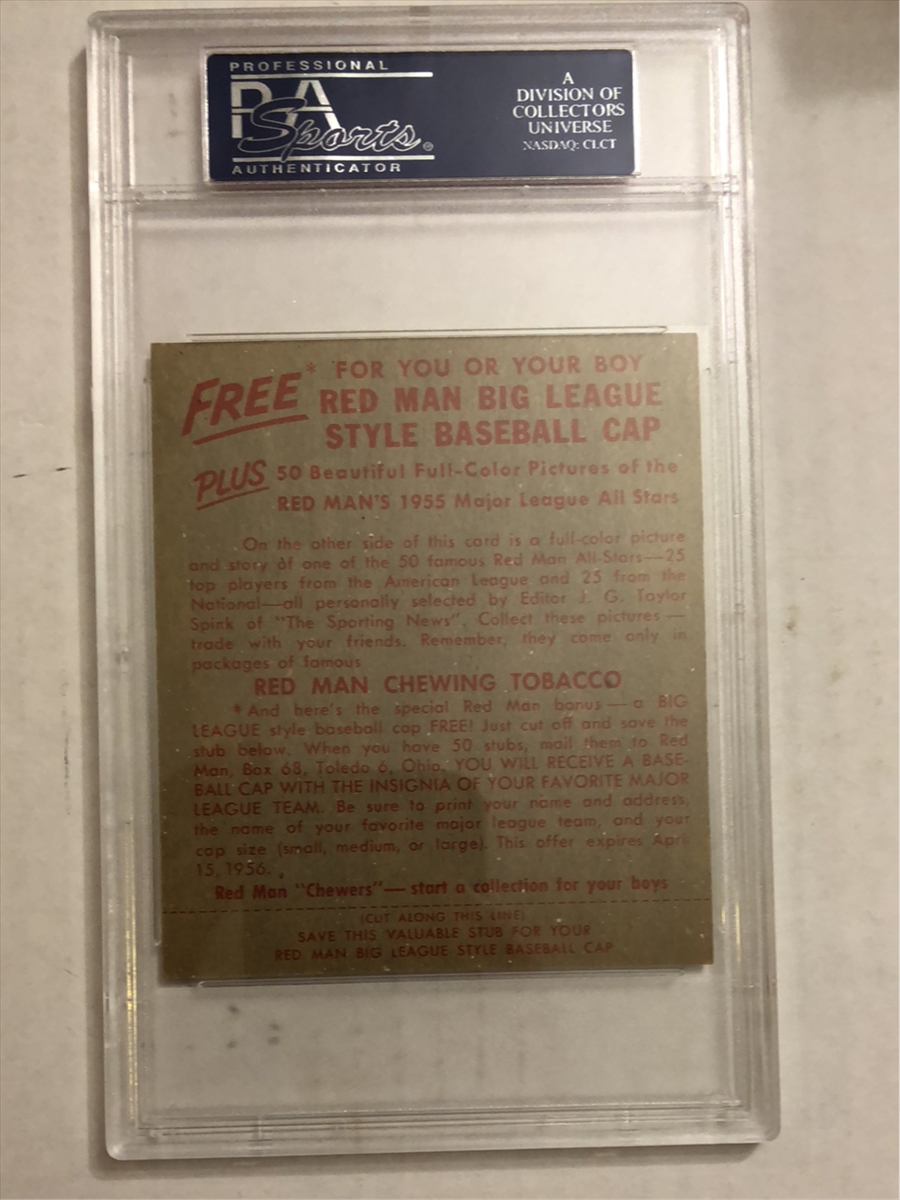 PROFESSIONAL
PSA
Sports®
AUTHENTICATOR
A
DIVISION OF
COLLECTORS
UNIVERSE
NASDAQ: CLCT
FREE* FOR YOU OR YOUR BOY
RED MAN BIG LEAGUE
STYLE BASEBALL CAP
PLUS 50 Beautiful Full-Color Pictures of the
RED MAN'S 1955 Major League All Stars
On the other side of this card is a full-color picture
and story of one of the 50 famous Red Man All-Stars—25
top players from the American League and 25 from the
National—all personally selected by Editor J. G. Taylor
Spink of "The Sporting News". Collect these pictures —
trade with your friends. Remember, they come only in
packages of famous
RED MAN CHEWING TOBACCO
* And here's the special Red Man bonus — a BIG
LEAGUE style baseball cap FREE! Just cut off and save the
stub below. When you have 50 stubs, mail them to Red
Man, Box 68, Toledo 6, Ohio. YOU WILL RECEIVE A BASE-
BALL CAP WITH THE INSIGNIA OF YOUR FAVORITE MAJOR
LEAGUE TEAM. Be sure to print your name and address,
the name of your favorite major league team, and your
cap size (small, medium, or large). This offer expires April
15, 1956.
Red Man "Chewers" — start a collection for your boys
(CUT ALONG THIS LINE)
SAVE THIS VALUABLE STUB FOR YOUR
RED MAN BIG LEAGUE STYLE BASEBALL CAP